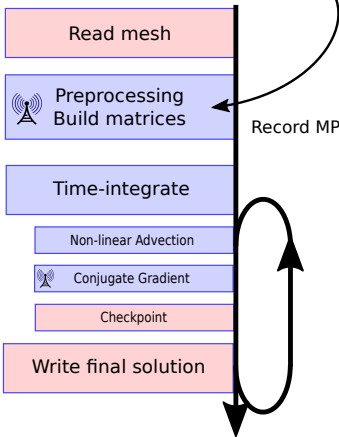 Read mesh
Preprocessing
Build matrices
Record MP
Time-integrate
Non-linear Advection
Conjugate Gradient
Checkpoint
Write final solution